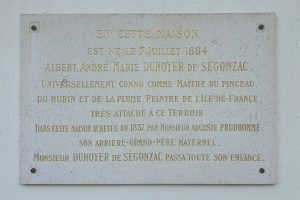 EN CETTE MAISON
EST NÉ LE 7 JUILLET 1884
ALBERT ANDRÉ MARIE DUNOYER DE SEGONZAC,
UNIVERSELLEMENT CONNU COMME MAÎTRE DU PINCEAU
DU BURIN ET DE LA PLUME, PEINTRE DE L'ÎLE-DE-FRANCE,
TRÈS ATTACHÉ À CE TERROIR.
DANS CETTE MAISON ACHETÉE EN 1837, PAR MONSIEUR AUGUSTE PRUDHOMME
SON ARRIÈRE-GRAND-PÈRE MATERNEL,
MONSIEUR DUNOYER DE SEGONZAC PASSA TOUTE SON ENFANCE.